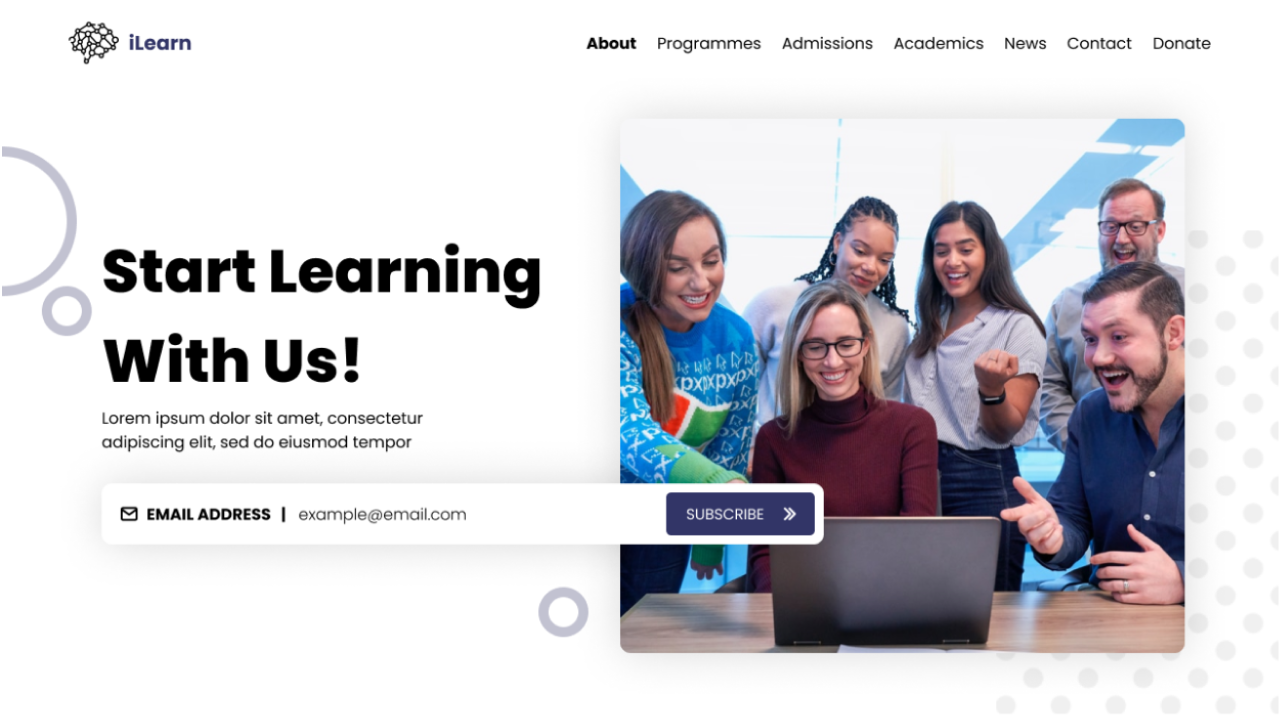 iLearn
About Programmes Admissions Academics News Contact Donate
Start Learning
With Us!
Lorem ipsum dolor sit amet, consectetur
adipiscing elit, sed do eiusmod tempor
EMAIL ADDRESS | example@email.com
SUBSCRIBE